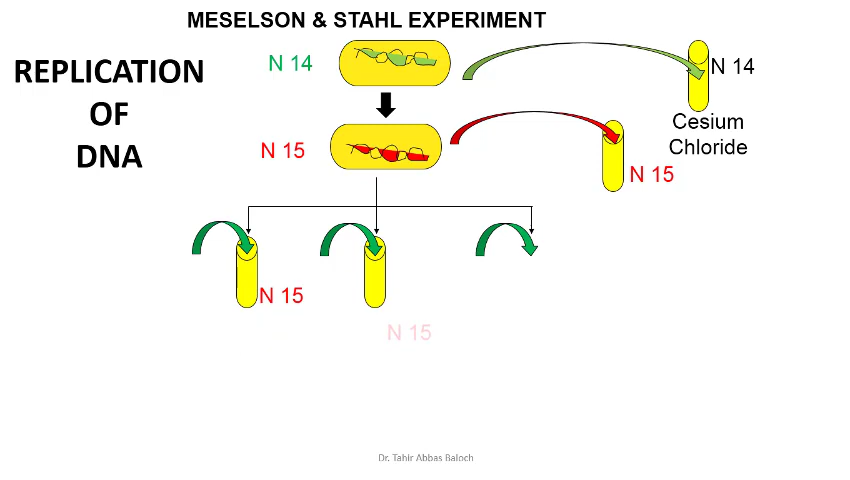 MESELSON & STAHL EXPERIMENT
REPLICATION
OF
DNA
N 14
N 14
Cesium
Chloride
N 15
N 15
N 15
N 15
Dr. Tahir Abbas Baloch